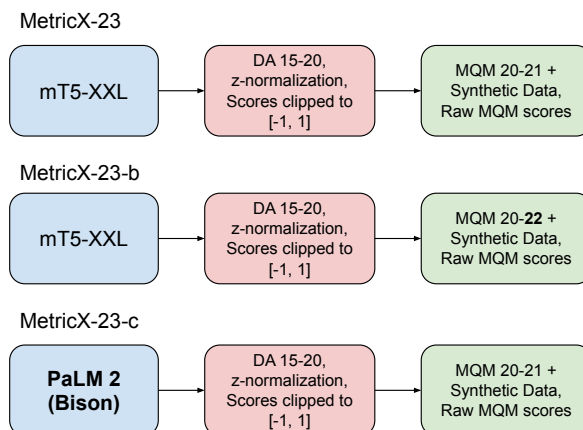 MetricX-23
mT5-XXL
DA 15-20,
z-normalization,
Scores clipped to
[-1, 1]
MQM 20-21 +
Synthetic Data,
Raw MQM scores
MetricX-23-b
mT5-XXL
DA 15-20,
z-normalization,
Scores clipped to
[-1, 1]
MQM 20-22 +
Synthetic Data,
Raw MQM scores
MetricX-23-c
PaLM 2
(Bison)
DA 15-20,
z-normalization,
Scores clipped to
[-1, 1]
MQM 20-21 +
Synthetic Data,
Raw MQM scores